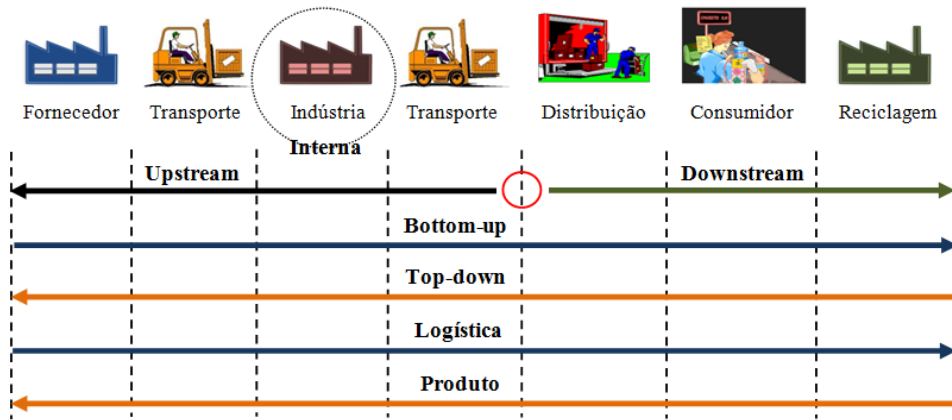 Fornecedor
Transporte
Indústria
Transporte
Distribuição
Consumidor
Reciclagem
Interna
Upstream
Downstream
Bottom-up
Top-down
Logística
Produto